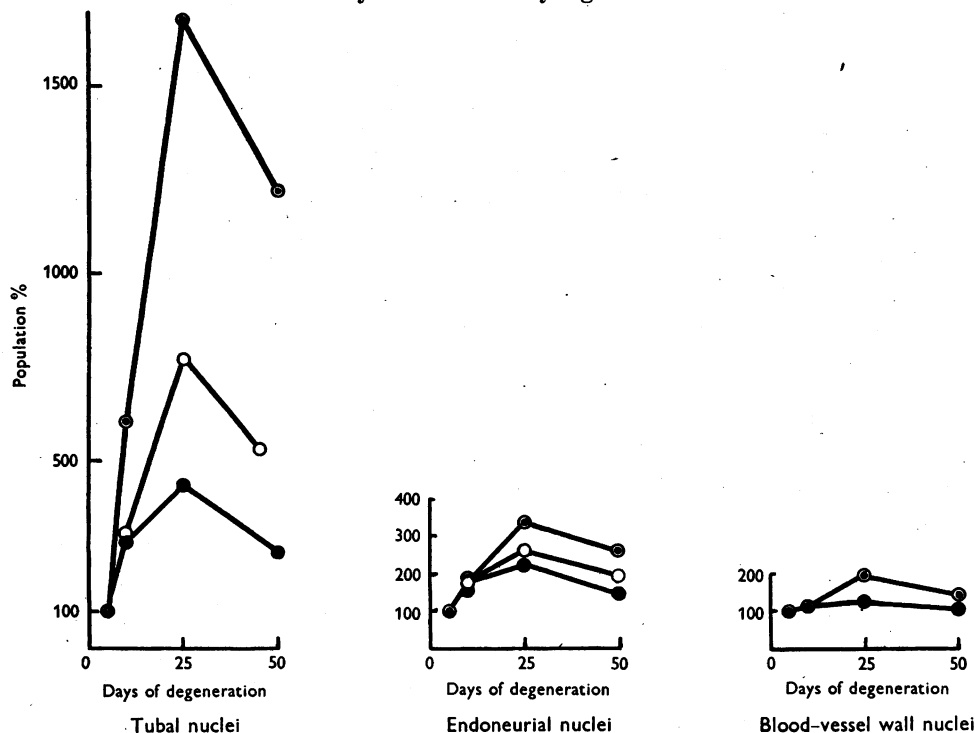 1500
1000
500
100
Population %
0 25 50
Days of degeneration
Tubal nuclei
400
300
200
100
0 25 50
Days of degeneration
Endoneurial nuclei
200
100
0 25 50
Days of degeneration
Blood-vessel wall nuclei